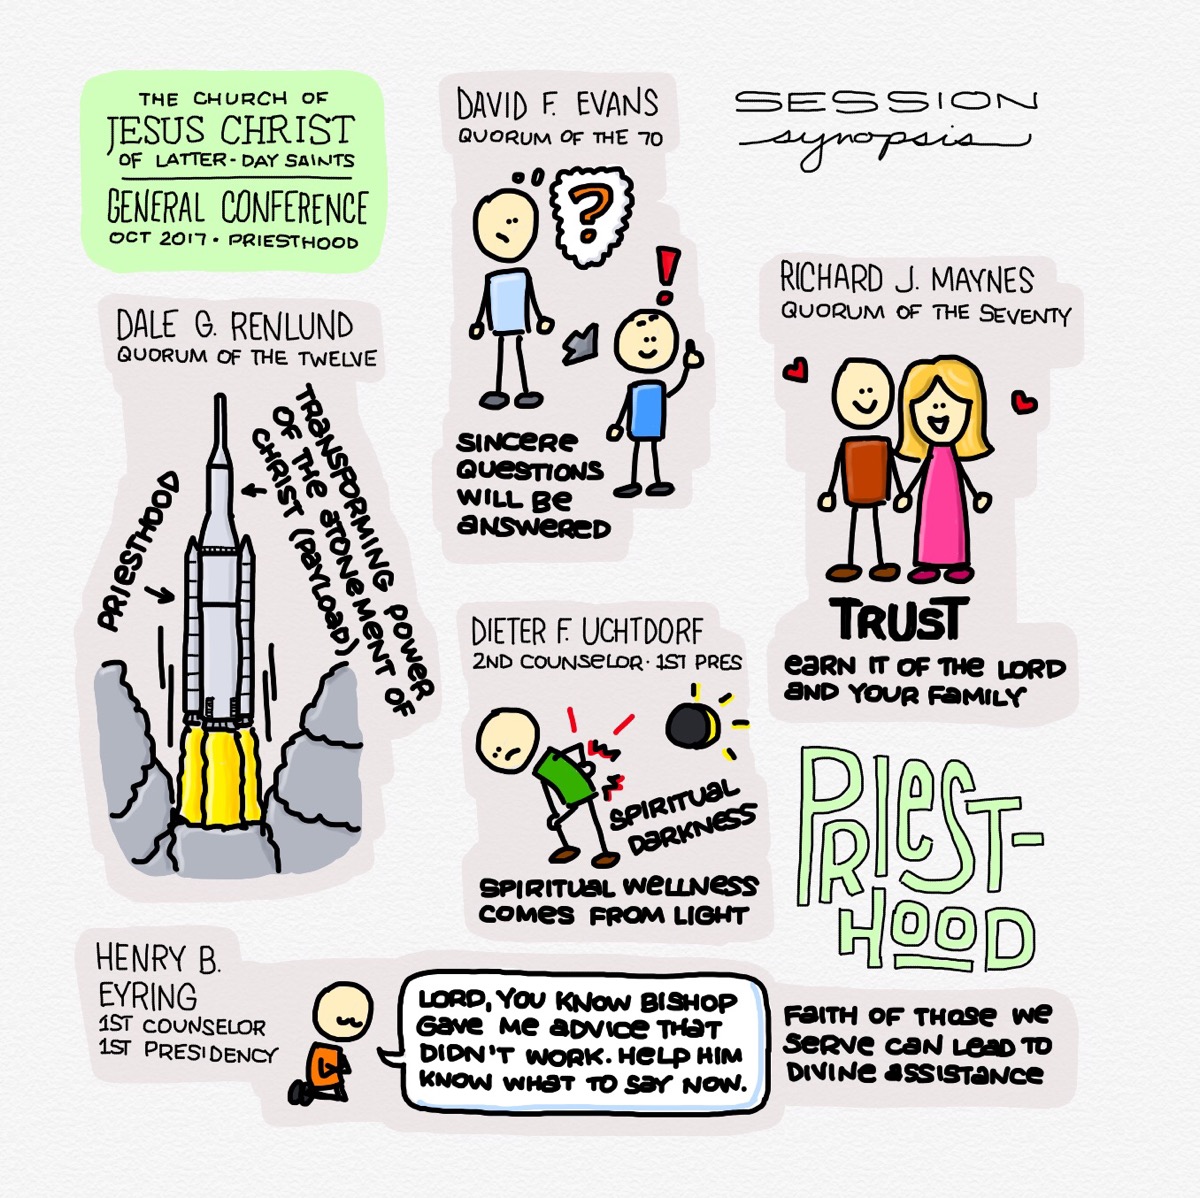 THE CHURCH OF
JESUS CHRIST
OF LATTER-DAY SAINTS
GENERAL CONFERENCE
OCT 2017 • PRIESTHOOD
SESSION
synopsis
DALE G. RENLUND
QUORUM OF THE TWELVE
PRIESTHOOD
TRANSFORMING POWER
OF THE ATONEMENT OF
CHRIST (PAYLOAD)
DAVID F. EVANS
QUORUM OF THE 70
?
!
SINCERE
QUESTIONS
WILL BE
ANSWERED
RICHARD J. MAYNES
QUORUM OF THE SEVENTY
TRUST
EARN IT OF THE LORD
AND YOUR FAMILY
DIETER F. UCHTDORF
2ND COUNSELOR • 1ST PRES
SPIRITUAL
DARKNESS
SPIRITUAL WELLNESS
COMES FROM LIGHT
PRIEST-
HOOD
HENRY B.
EYRING
1ST COUNSELOR
1ST PRESIDENCY
LORD, YOU KNOW BISHOP
GAVE ME ADVICE THAT
DIDN'T WORK. HELP HIM
KNOW WHAT TO SAY NOW.
FAITH OF THOSE WE
SERVE CAN LEAD TO
DIVINE ASSISTANCE